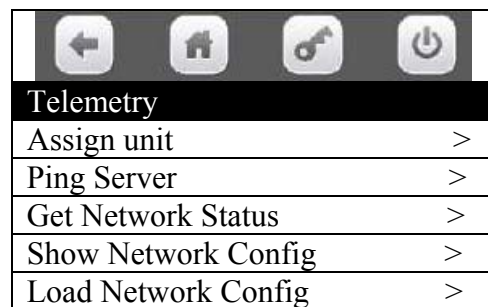 Telemetry
Assign unit >
Ping Server >
Get Network Status >
Show Network Config >
Load Network Config >